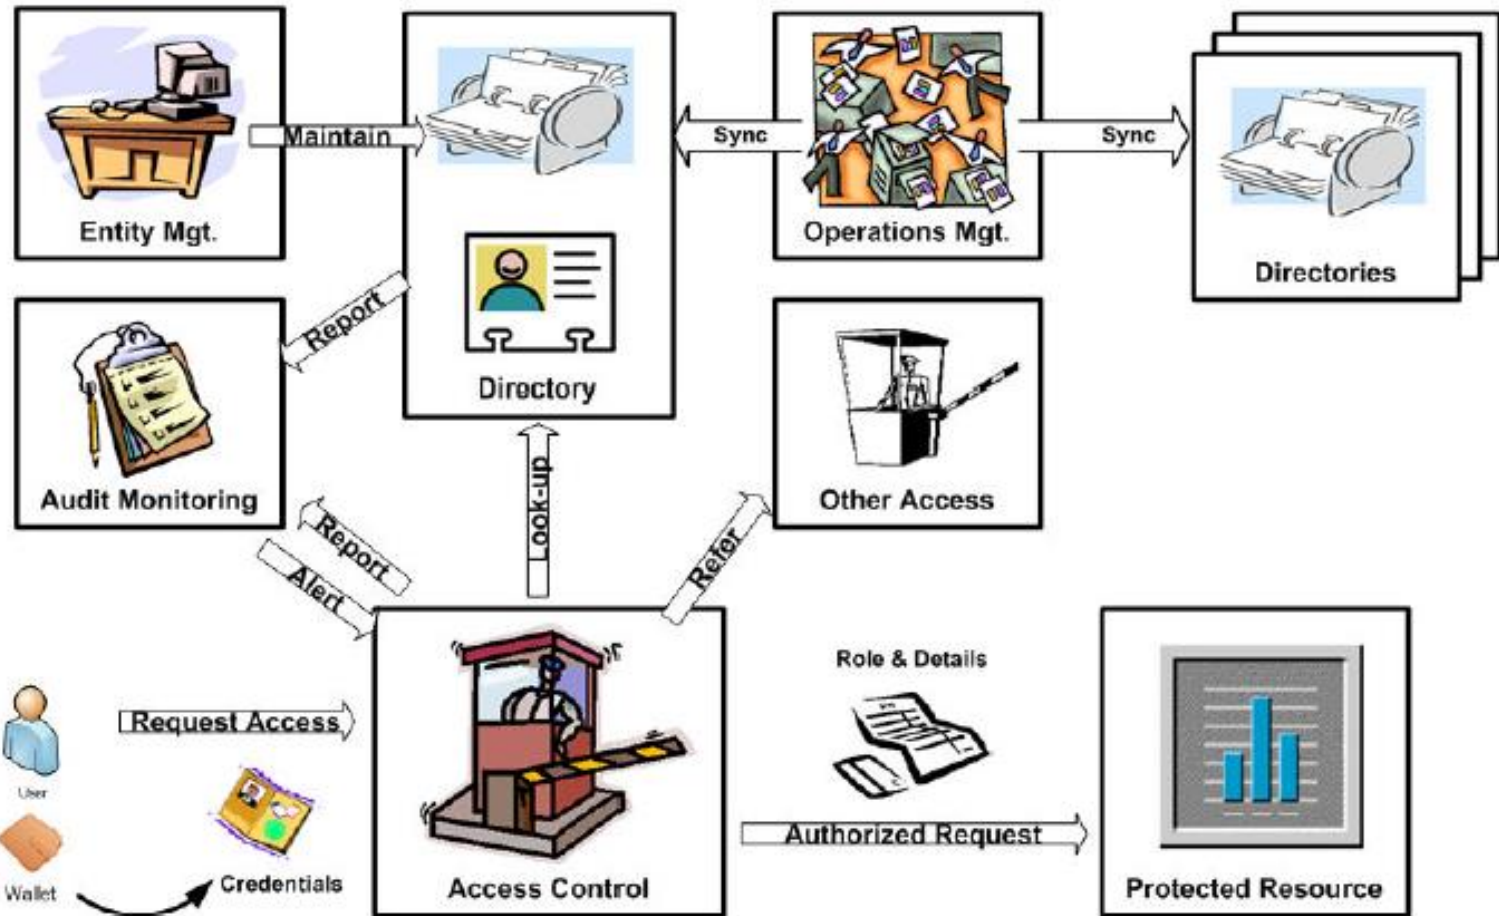 Maintain
Sync
Sync
Entity Mgt.
Operations Mgt.
Directories
Report
Directory
Audit Monitoring
Look-up
Other Access
Report
Alert
Refer
Role & Details
Request Access
User
Wallet
Credentials
Access Control
Authorized Request
Protected Resource